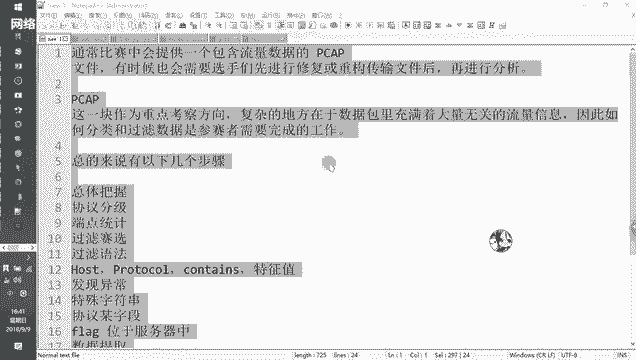 网络
new 1 - Notepad++ [Administrator]
1 通常比赛中会提供一个包含流量数据的 PCAP
文件，有时候也会需要选手们先进行修复或重构传输文件后，再进行分析。
2
3 PCAP
这一块作为重点考察方向，复杂的地方在于数据包里充满着大量无关的流量信息，因此如
何分类和过滤数据是参赛者需要完成的工作。
4
5 总的来说有以下几个步骤
6
7 总体把握
8 协议分级
9 端点统计
10 过滤赛选
11 过滤语法
12 Host，Protocol，contains，特征值
13 发现异常
14 特殊字符串
15 协议某字段
16 flag 位于服务器中
17 数据提取
16:41
星期日
2018/9/9
Normal text file
length : 725 lines : 24
Ln : 1 Col : 1 Sel : 297 | 24
Windows (CR LF)
UTF-8
INS